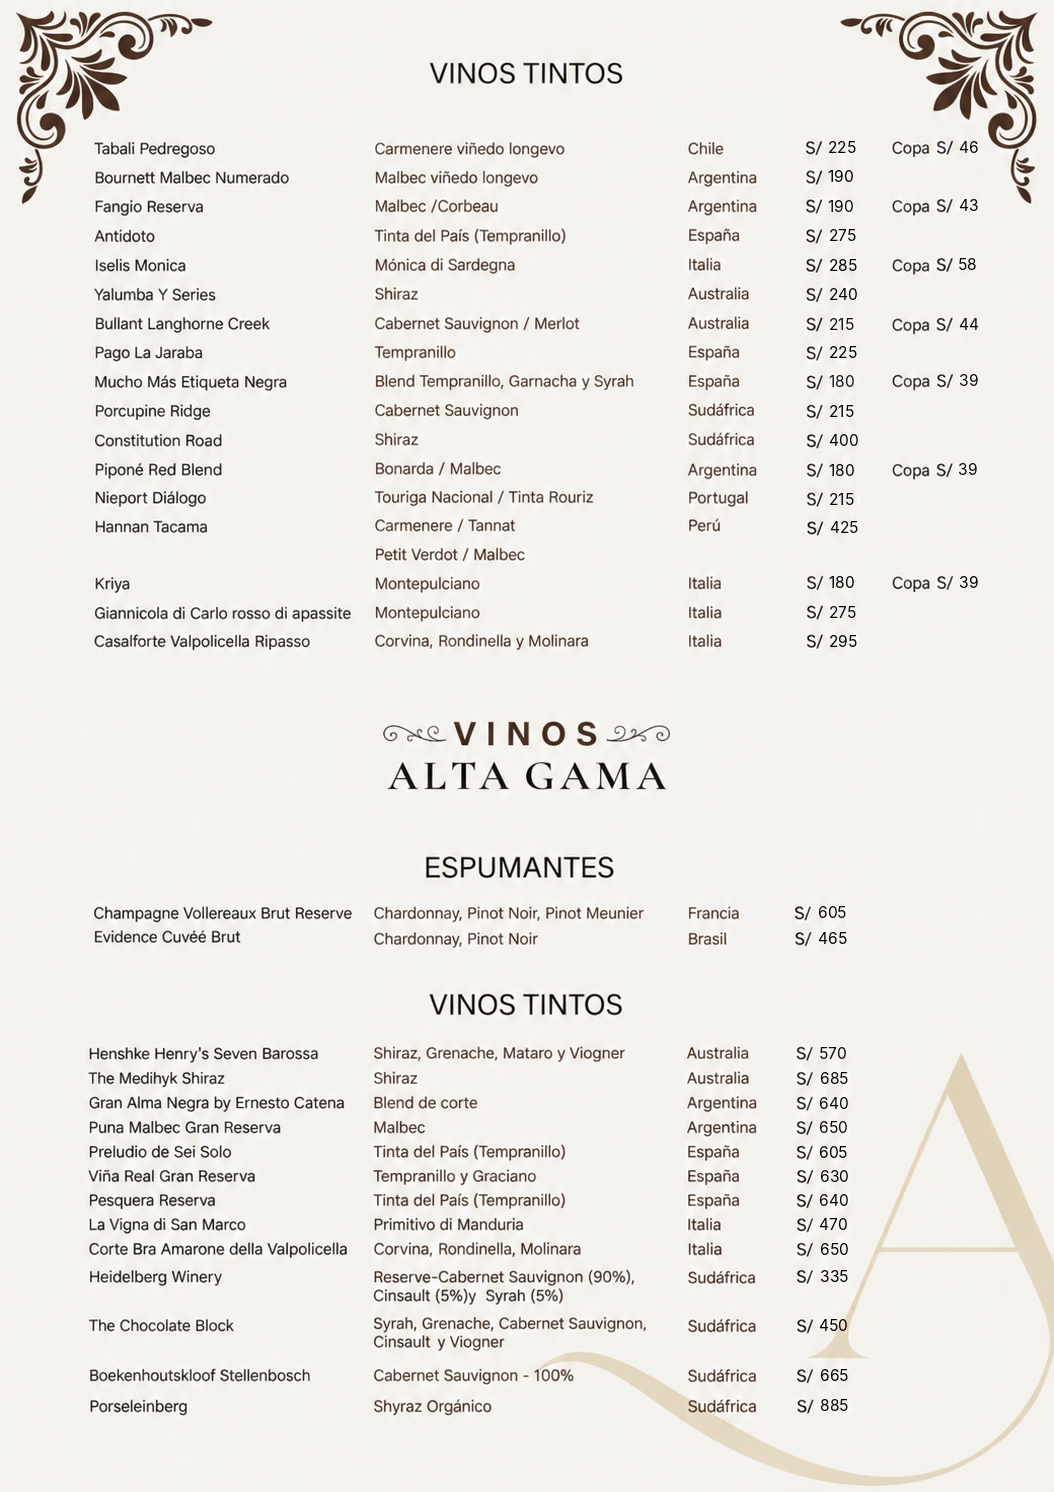 VINOS TINTOS
Tabali Pedregoso Carmenere viñedo longevo Chile S/ 225 Copa S/ 46
Bournett Malbec Numerado Malbec viñedo longevo Argentina S/ 190
Fangio Reserva Malbec /Corbeau Argentina S/ 190 Copa S/ 43
Antidoto Tinta del País (Tempranillo) España S/ 275
Iselis Monica Mónica di Sardegna Italia S/ 285 Copa S/ 58
Yalumba Y Series Shiraz Australia S/ 240
Bullant Langhorne Creek Cabernet Sauvignon / Merlot Australia S/ 215 Copa S/ 44
Pago La Jaraba Tempranillo España S/ 225
Mucho Más Etiqueta Negra Blend Tempranillo, Garnacha y Syrah España S/ 180 Copa S/ 39
Porcupine Ridge Cabernet Sauvignon Sudáfrica S/ 215
Constitution Road Shiraz Sudáfrica S/ 400
Piponé Red Blend Bonarda / Malbec Argentina S/ 180 Copa S/ 39
Nieport Diálogo Touriga Nacional / Tinta Rouriz Portugal S/ 215
Hannan Tacama Carmenere / Tannat Perú S/ 425
Petit Verdot / Malbec
Kriya Montepulciano Italia S/ 180 Copa S/ 39
Giannicola di Carlo rosso di apassite Montepulciano Italia S/ 275
Casalforte Valpolicella Ripasso Corvina, Rondinella y Molinara Italia S/ 295
VINOS
ALTA GAMA
ESPUMANTES
Champagne Vollereaux Brut Reserve Chardonnay, Pinot Noir, Pinot Meunier Francia S/ 605
Evidence Cuvéé Brut Chardonnay, Pinot Noir Brasil S/ 465
VINOS TINTOS
Henshke Henry's Seven Barossa Shiraz, Grenache, Mataro y Viogner Australia S/ 570
The Medihyk Shiraz Shiraz Australia S/ 685
Gran Alma Negra by Ernesto Catena Blend de corte Argentina S/ 640
Puna Malbec Gran Reserva Malbec Argentina S/ 650
Preludio de Sei Solo Tinta del País (Tempranillo) España S/ 605
Viña Real Gran Reserva Tempranillo y Graciano España S/ 630
Pesquera Reserva Tinta del País (Tempranillo) España S/ 640
La Vigna di San Marco Primitivo di Manduria Italia S/ 470
Corte Bra Amarone della Valpolicella Corvina, Rondinella, Molinara Italia S/ 650
Heidelberg Winery Reserve-Cabernet Sauvignon (90%), Sudáfrica S/ 335
Cinsault (5%)y Syrah (5%)
The Chocolate Block Syrah, Grenache, Cabernet Sauvignon, Sudáfrica S/ 450
Cinsault y Viogner
Boekenhoutskloof Stellenbosch Cabernet Sauvignon - 100% Sudáfrica S/ 665
Porseleinberg Shyraz Orgánico Sudáfrica S/ 885
A